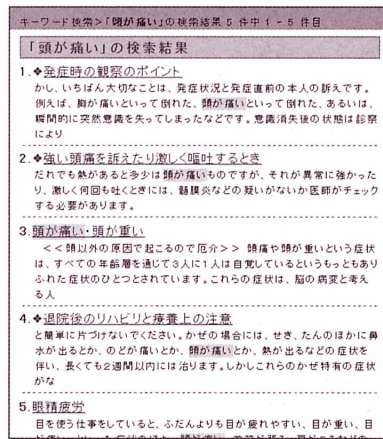 キーワード検索>「頭が痛い」の検索結果 5 件中 1 - 5 件目
「頭が痛い」の検索結果
1.❖発症時の観察のポイント
かし、いちばん大切なことは、発症状況と発症直前の本人の訴えです。
例えば、胸が痛いといって倒れた、頭が痛いといって倒れた、あるいは、
瞬間的に突然意識を失ってしまったなどです。意識消失後の状態は診察
により
2.❖強い頭痛を訴えたり激しく嘔吐するとき
だれでも熱があると多少は頭が痛いものですが、それが異常に強かった
り、激しく何回も吐くときには、髄膜炎などの疑いがないか医師がチェック
する必要があります。
3.頭が痛い・頭が重い
<<頭以外の原因で起こるので厄介>> 頭痛や頭が重いという症状
は、すべての年齢層を通じて3人に1人は自覚しているというもっともあり
ふれた症状のひとつとされています。これらの症状は、脳の病変と考え
る人
4.❖退院後のリハビリと療養上の注意
と簡単に片づけないでください。かぜの場合には、せき、たんのほかに鼻
水が出るとか、のどが痛いとか、頭が痛いとか、熱が出るなどの症状を
伴い、長くても2週間以内には治ります。しかしこれらのかぜ特有の症状
がな
5.眼精疲労
目を使う仕事をしていると、ふだんよりも目が疲れやすい、目が重い、目